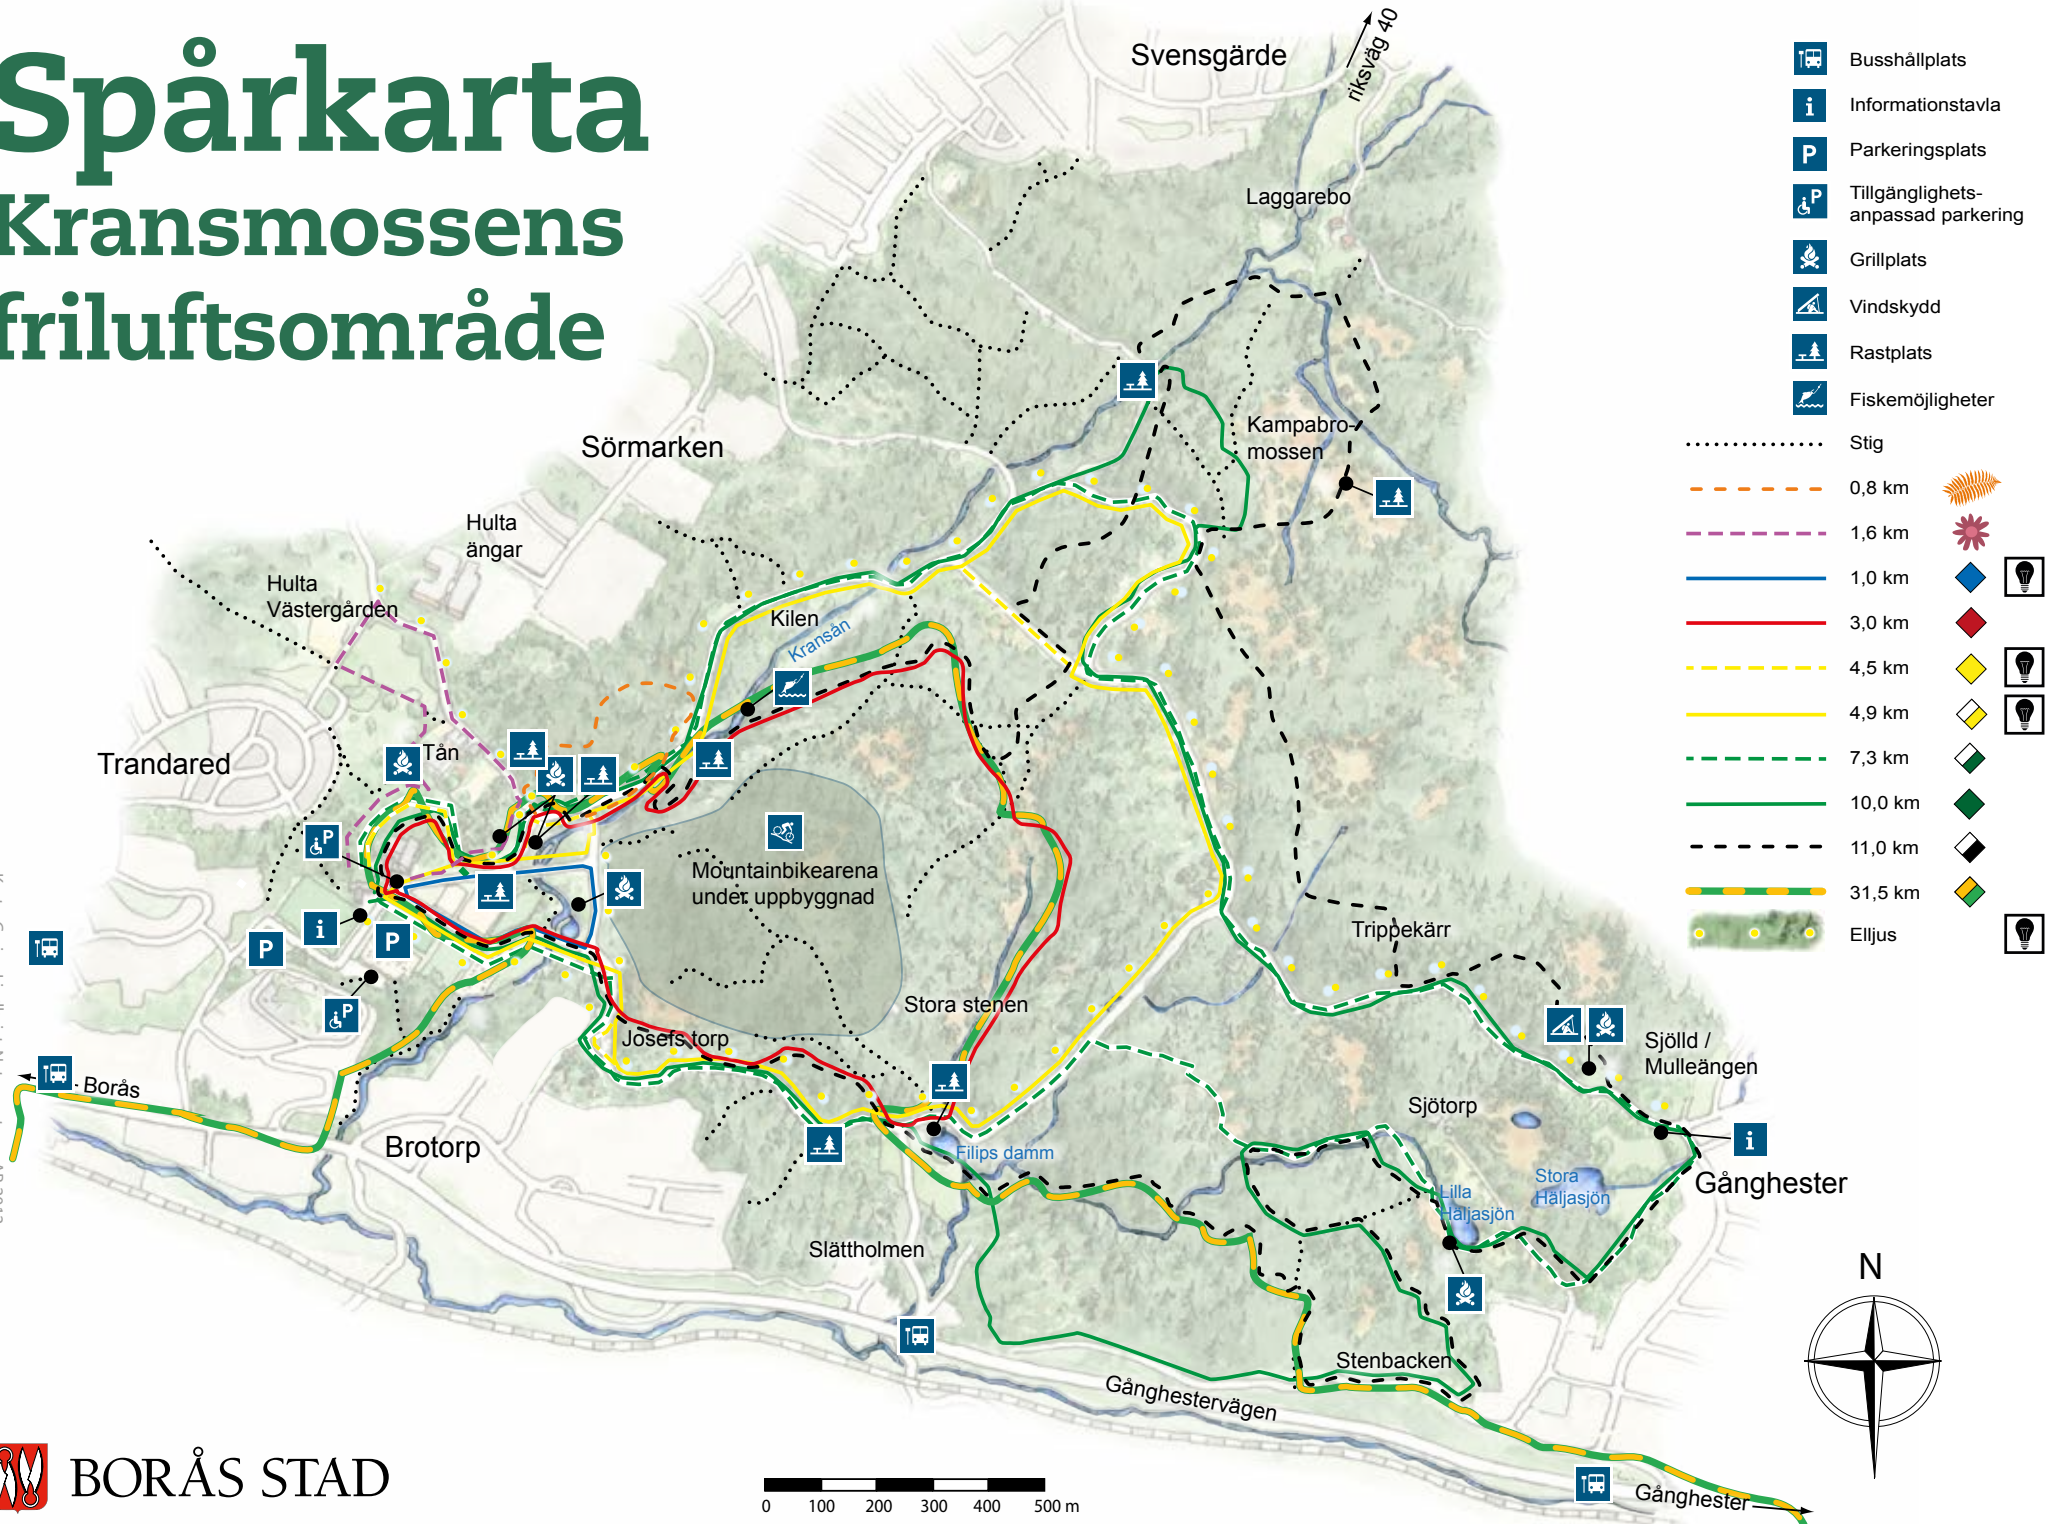 Spårkarta
Kransmossens
friluftsområde
Svensgärde
riksväg 40
Laggarebo
Sörmarken
Kampabro-
mossen
Hulta
ängar
Hulta
Västergården
Kilen
Kransån
Trandared
Tån
Mountainbikearena
under uppbyggnad
Trippekärr
Stora stenen
Josefs torp
Sjölld /
Mulleängen
Sjötorp
Borås
Brotorp
Filips damm
Stora
Häljasjön
Lilla
Häljasjön
Gånghester
Slättholmen
Stenbacken
Gånghestervägen
Gånghester
P
P
P
P
i
i
Busshållplats
i Informationstavla
P Parkeringsplats
P Tillgänglighets-
anpassad parkering
Grillplats
Vindskydd
Rastplats
Fiskemöjligheter
Stig
0,8 km
1,6 km
1,0 km
3,0 km
4,5 km
4,9 km
7,3 km
10,0 km
11,0 km
31,5 km
Elljus
N
BORÅS STAD
0 100 200 300 400 500 m